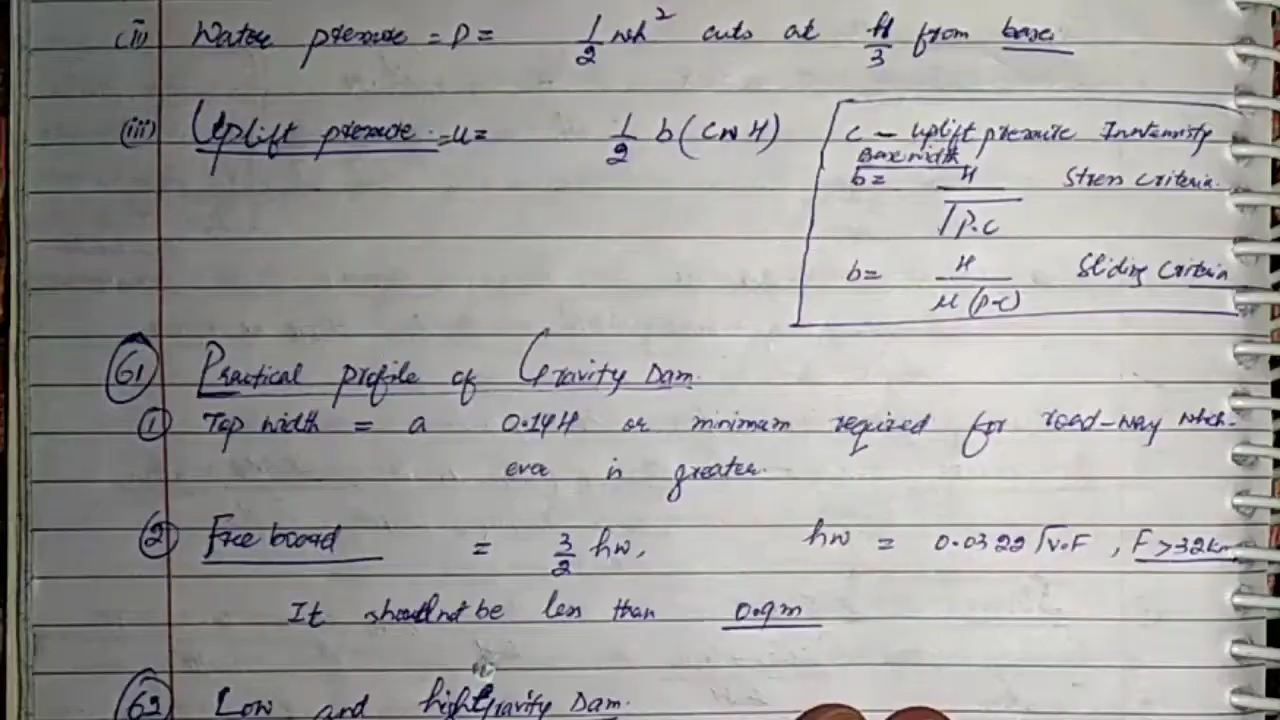 (ii) Water pressure = P = 1/2 wh² acts at H/3 from base.
(iii) Uplift pressure = u = 1/2 b (cwH)
c - uplift pressure Inntensisty
Base width
b = H/√P-c Stress criteria.
b = H/μ(P-c) Sliding Criteria
(61) Practical profile of Gravity Dam.
① Top width = a 0.14H or minimum required for road-way which-
ever is greater.
② Free board = 3/2 hw, hw = 0.0322√V.F , F>32km
It should not be less than 0.9m
(62) Low and high Gravity Dam.